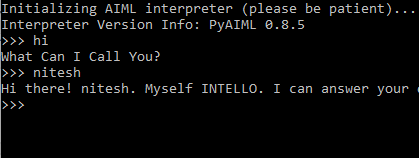 Initializing AIML interpreter (please be patient)...
Interpreter Version Info: PyAIML 0.8.5
>>> hi
What Can I Call You?
>>> nitesh
Hi there! nitesh. Myself INTELLO. I can answer your
>>>